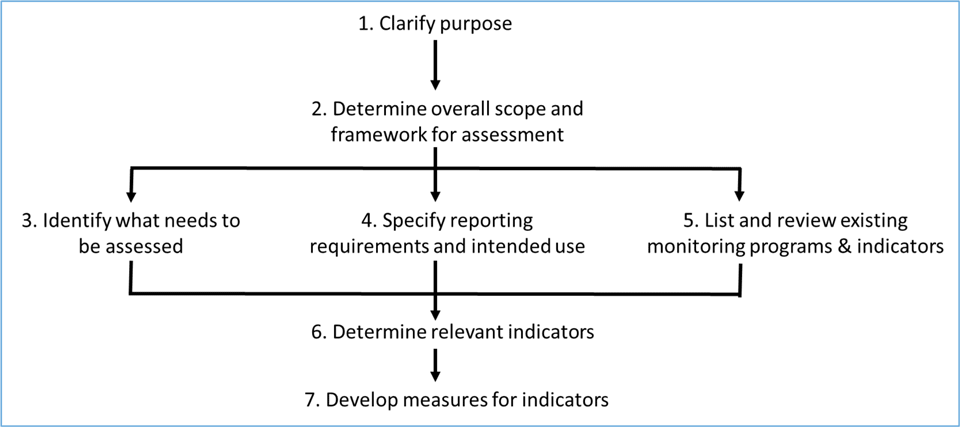 1. Clarify purpose
2. Determine overall scope and
framework for assessment
3. Identify what needs to
be assessed
4. Specify reporting
requirements and intended use
5. List and review existing
monitoring programs & indicators
6. Determine relevant indicators
7. Develop measures for indicators